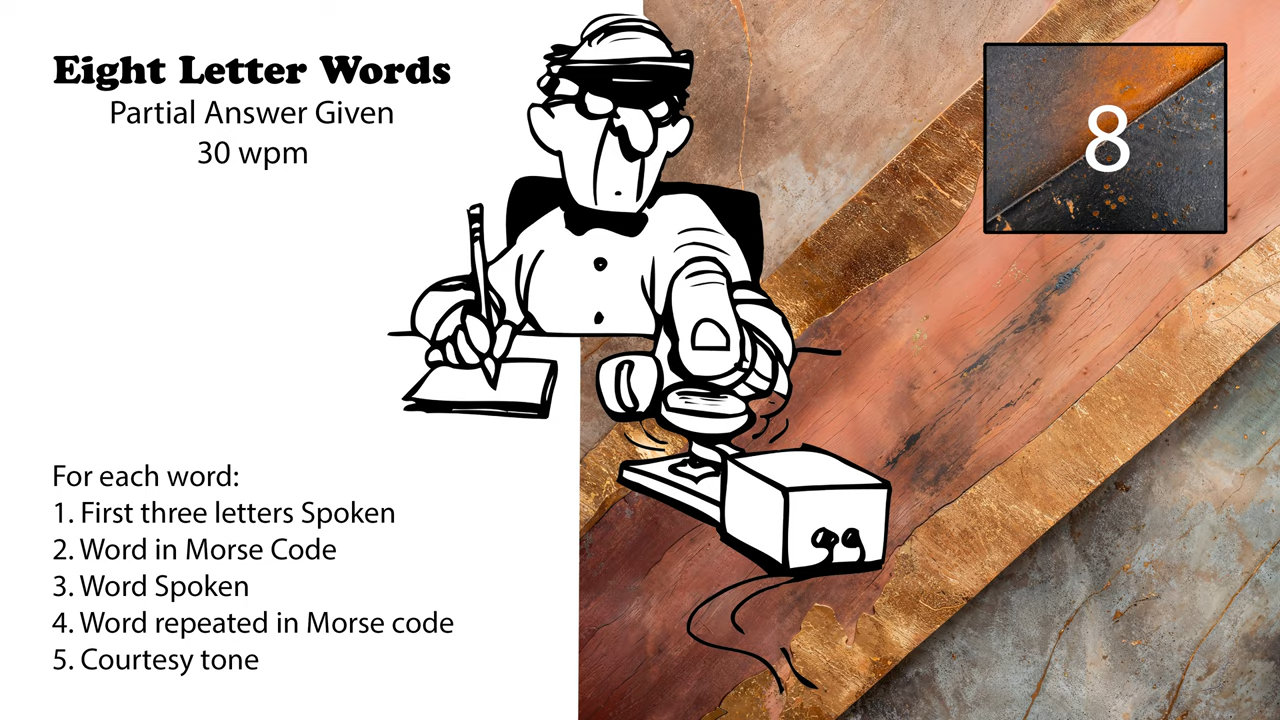 Eight Letter Words
Partial Answer Given
30 wpm
8
For each word:
1. First three letters Spoken
2. Word in Morse Code
3. Word Spoken
4. Word repeated in Morse code
5. Courtesy tone